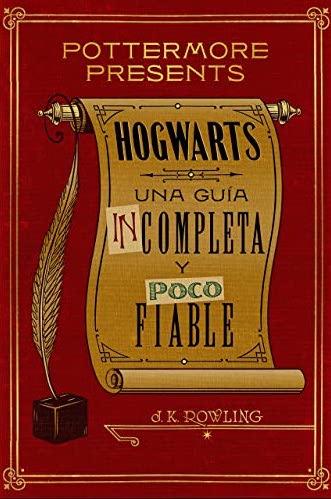 POTTERMORE
PRESENTS
HOGWARTS
UNA GUÍA
INCOMPLETA
Y
POCO
FIABLE
J.K. ROWLING